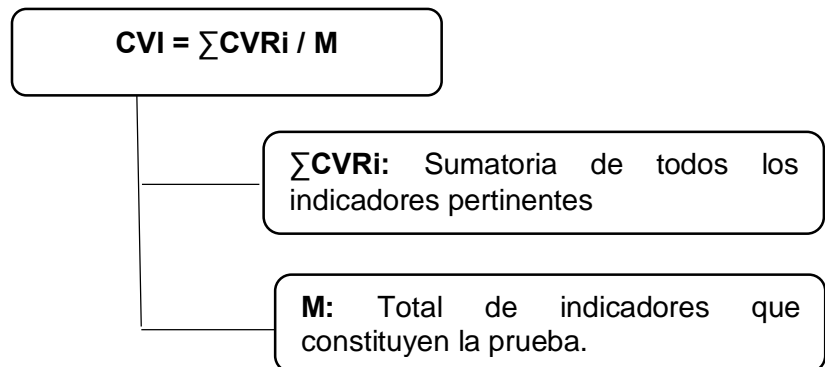 CVI = ∑CVRi / M
∑CVRi: Sumatoria de todos los
indicadores pertinentes
M: Total de indicadores que
constituyen la prueba.